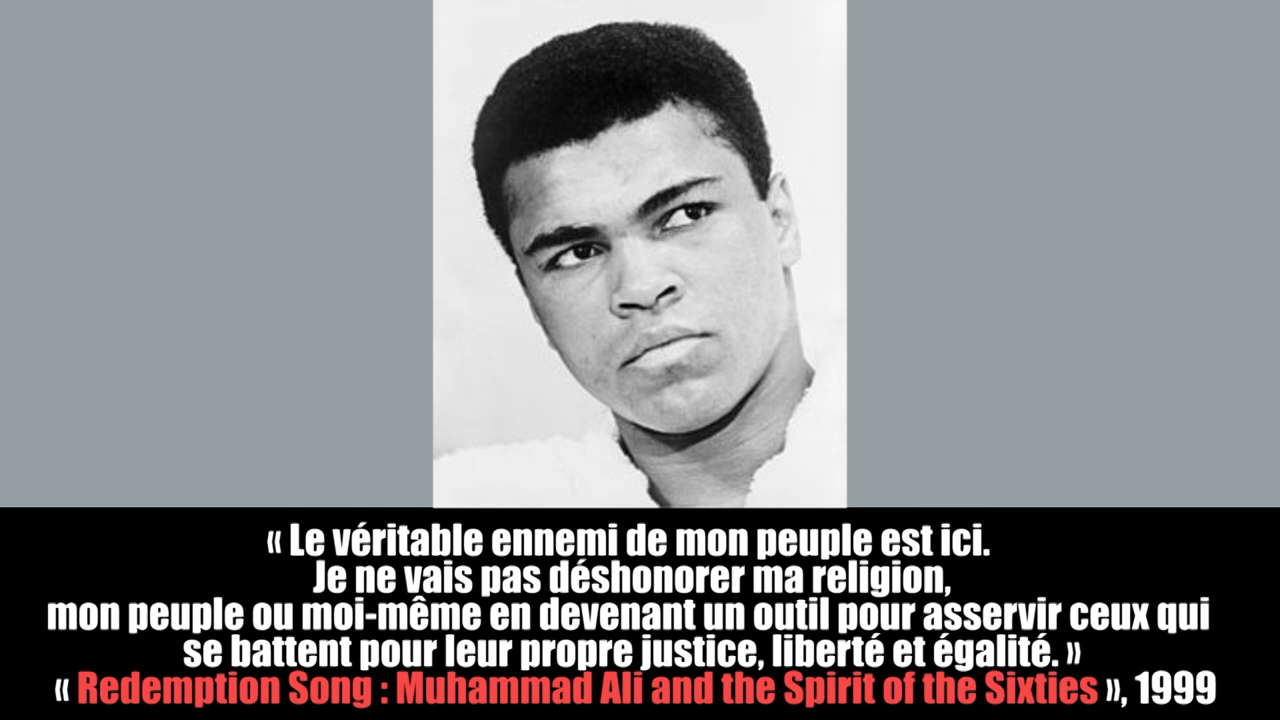 « Le véritable ennemi de mon peuple est ici.
Je ne vais pas déshonorer ma religion,
mon peuple ou moi-même en devenant un outil pour asservir ceux qui
se battent pour leur propre justice, liberté et égalité. »
« Redemption Song : Muhammad Ali and the Spirit of the Sixties », 1999